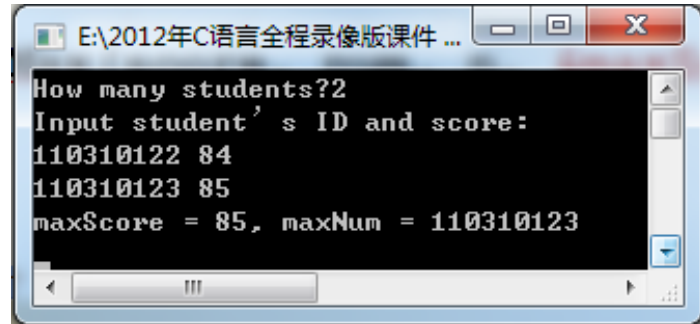 E:\2012年C语言全程录像版课件 ...
How many students?2
Input student’s ID and score:
110310122 84
110310123 85
maxScore = 85, maxNum = 110310123